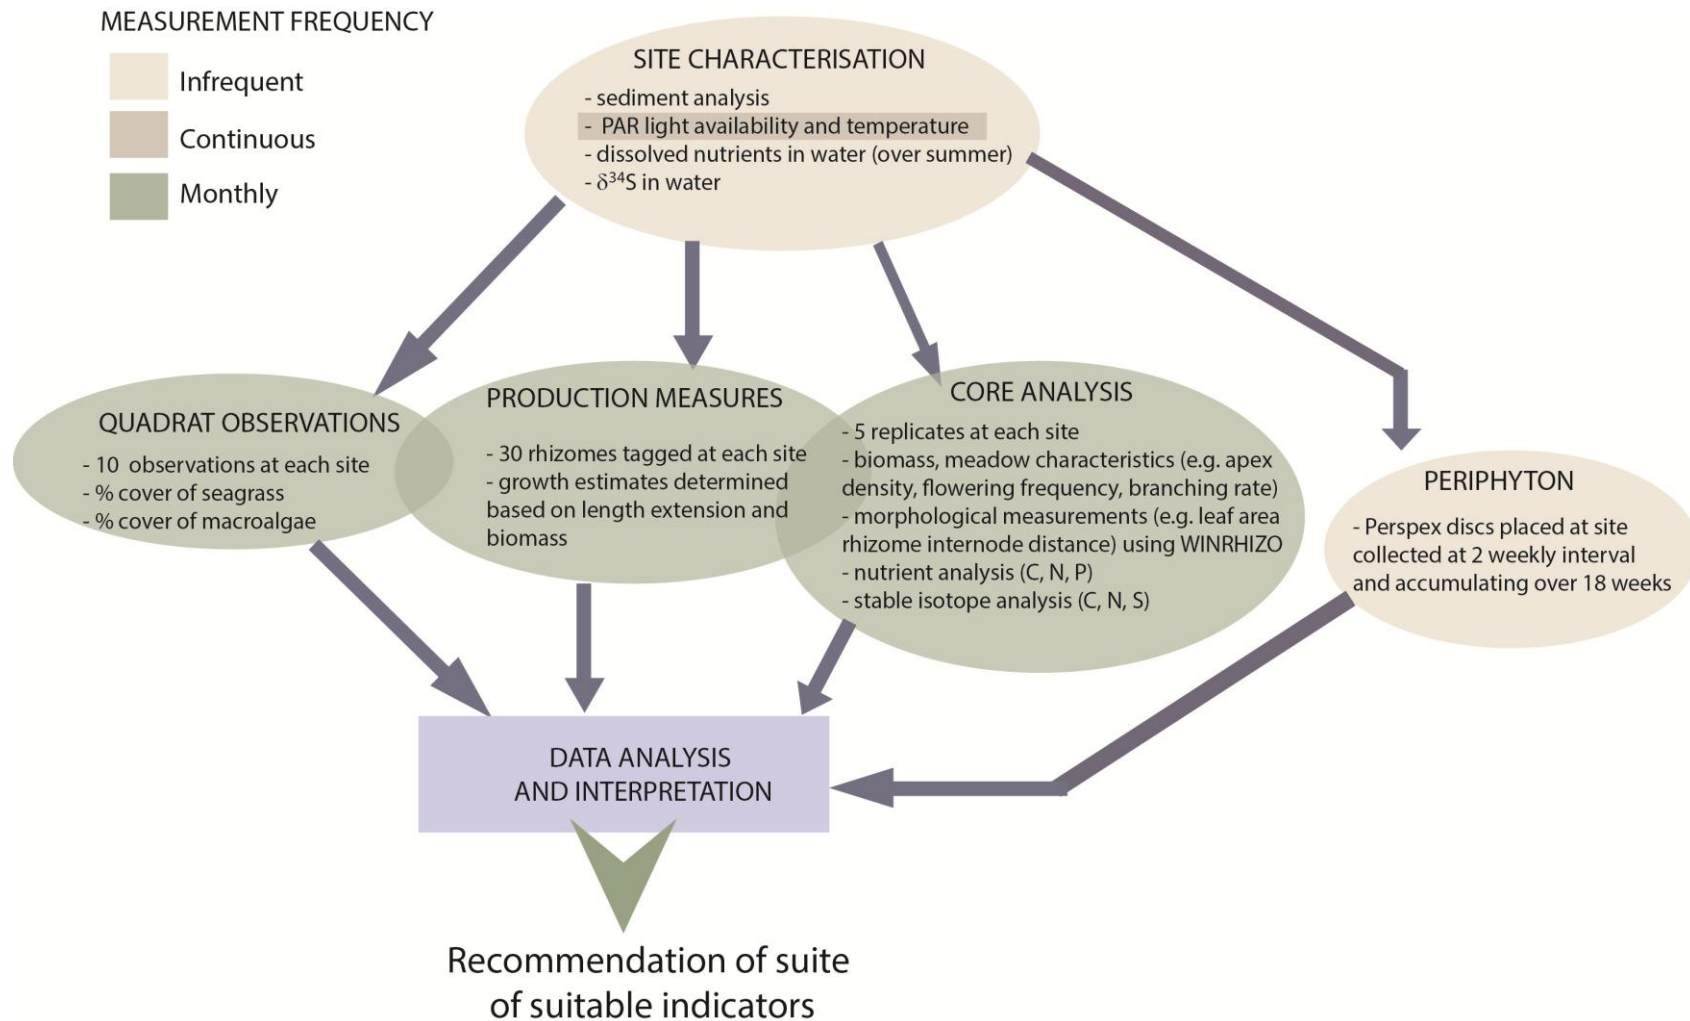 MEASUREMENT FREQUENCY
Infrequent
Continuous
Monthly
SITE CHARACTERISATION
- sediment analysis
- PAR light availability and temperature
- dissolved nutrients in water (over summer)
- δ³⁴S in water
QUADRAT OBSERVATIONS
- 10 observations at each site
- % cover of seagrass
- % cover of macroalgae
PRODUCTION MEASURES
- 30 rhizomes tagged at each site
- growth estimates determined
based on length extension and
biomass
CORE ANALYSIS
- 5 replicates at each site
- biomass, meadow characteristics (e.g. apex
density, flowering frequency, branching rate)
- morphological measurements (e.g. leaf area
rhizome internode distance) using WINRHIZO
- nutrient analysis (C, N, P)
- stable isotope analysis (C, N, S)
PERIPHYTON
- Perspex discs placed at site
collected at 2 weekly interval
and accumulating over 18 weeks
DATA ANALYSIS
AND INTERPRETATION
Recommendation of suite
of suitable indicators